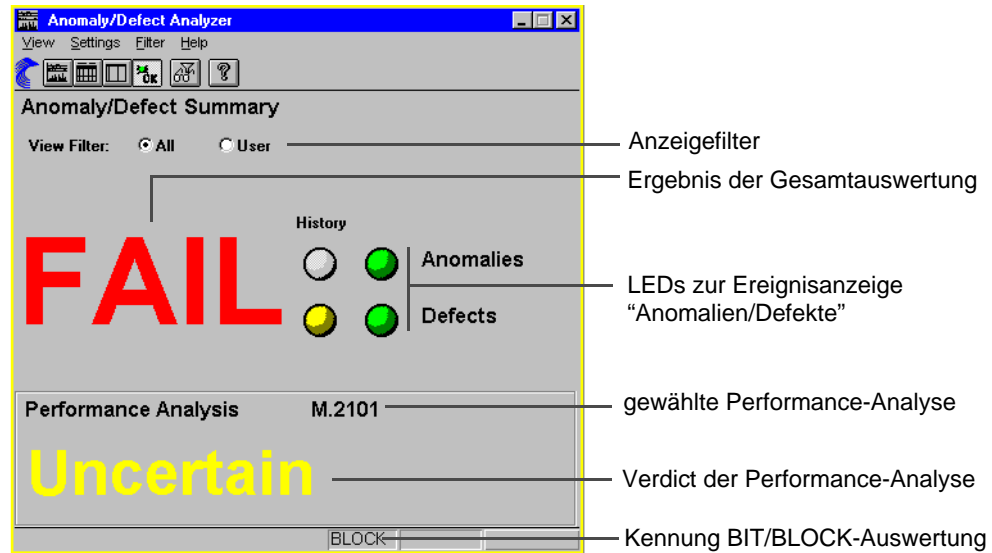 Anomaly/Defect Analyzer
View Settings Filter Help
OK ?
Anomaly/Defect Summary
View Filter: All User
Anzeigefilter
Ergebnis der Gesamtauswertung
FAIL
History
Anomalies
Defects
LEDs zur Ereignisanzeige
“Anomalien/Defekte”
Performance Analysis M.2101
gewählte Performance-Analyse
Uncertain
Verdict der Performance-Analyse
BLOCK
Kennung BIT/BLOCK-Auswertung